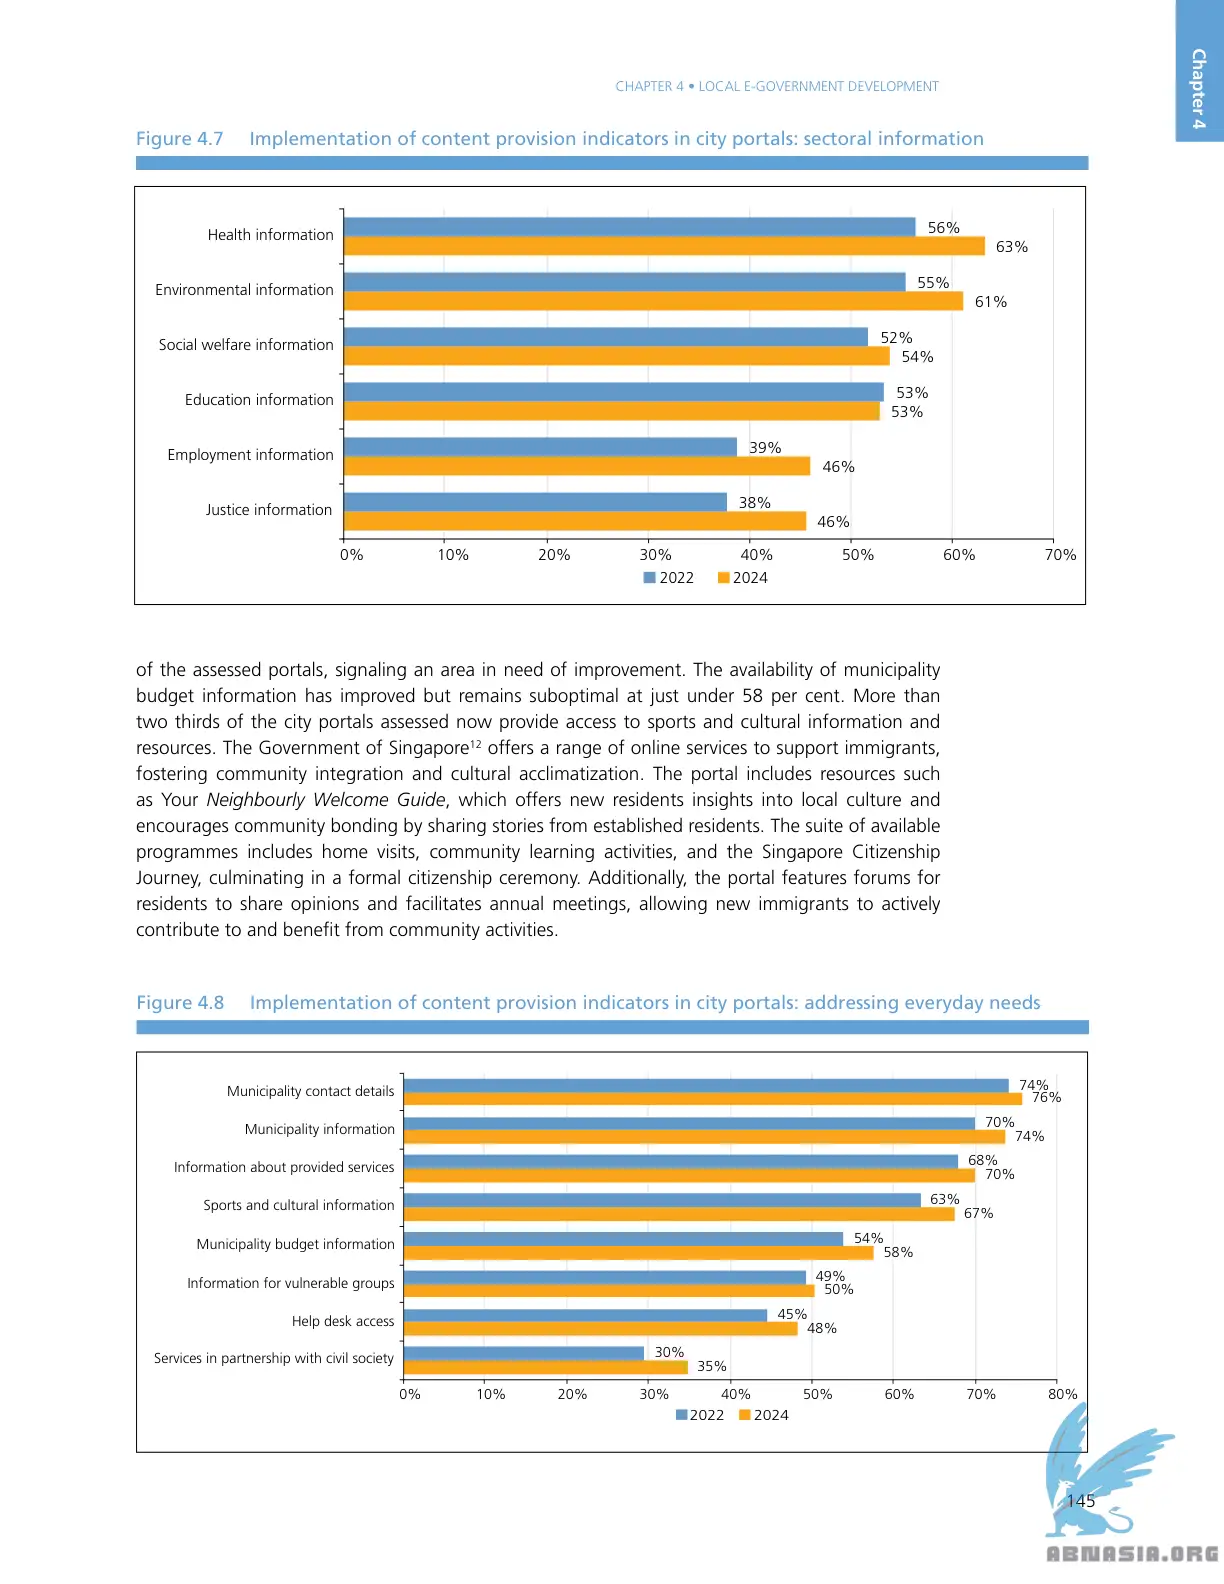 Chapter 4
CHAPTER 4 • LOCAL E-GOVERNMENT DEVELOPMENT
Figure 4.7 Implementation of content provision indicators in city portals: sectoral information
Health information
56%
63%
Environmental information
55%
61%
Social welfare information
52%
54%
Education information
53%
53%
Employment information
39%
46%
Justice information
38%
46%
0% 10% 20% 30% 40% 50% 60% 70%
2022 2024
of the assessed portals, signaling an area in need of improvement. The availability of municipality
budget information has improved but remains suboptimal at just under 58 per cent. More than
two thirds of the city portals assessed now provide access to sports and cultural information and
resources. The Government of Singapore12 offers a range of online services to support immigrants,
fostering community integration and cultural acclimatization. The portal includes resources such
as Your Neighbourly Welcome Guide, which offers new residents insights into local culture and
encourages community bonding by sharing stories from established residents. The suite of available
programmes includes home visits, community learning activities, and the Singapore Citizenship
Journey, culminating in a formal citizenship ceremony. Additionally, the portal features forums for
residents to share opinions and facilitates annual meetings, allowing new immigrants to actively
contribute to and benefit from community activities.
Figure 4.8 Implementation of content provision indicators in city portals: addressing everyday needs
Municipality contact details
74%
76%
Municipality information
70%
74%
Information about provided services
68%
70%
Sports and cultural information
63%
67%
Municipality budget information
54%
58%
Information for vulnerable groups
49%
50%
Help desk access
45%
48%
Services in partnership with civil society
30%
35%
0% 10% 20% 30% 40% 50% 60% 70% 80%
2022 2024
145
ABNASIA.ORG